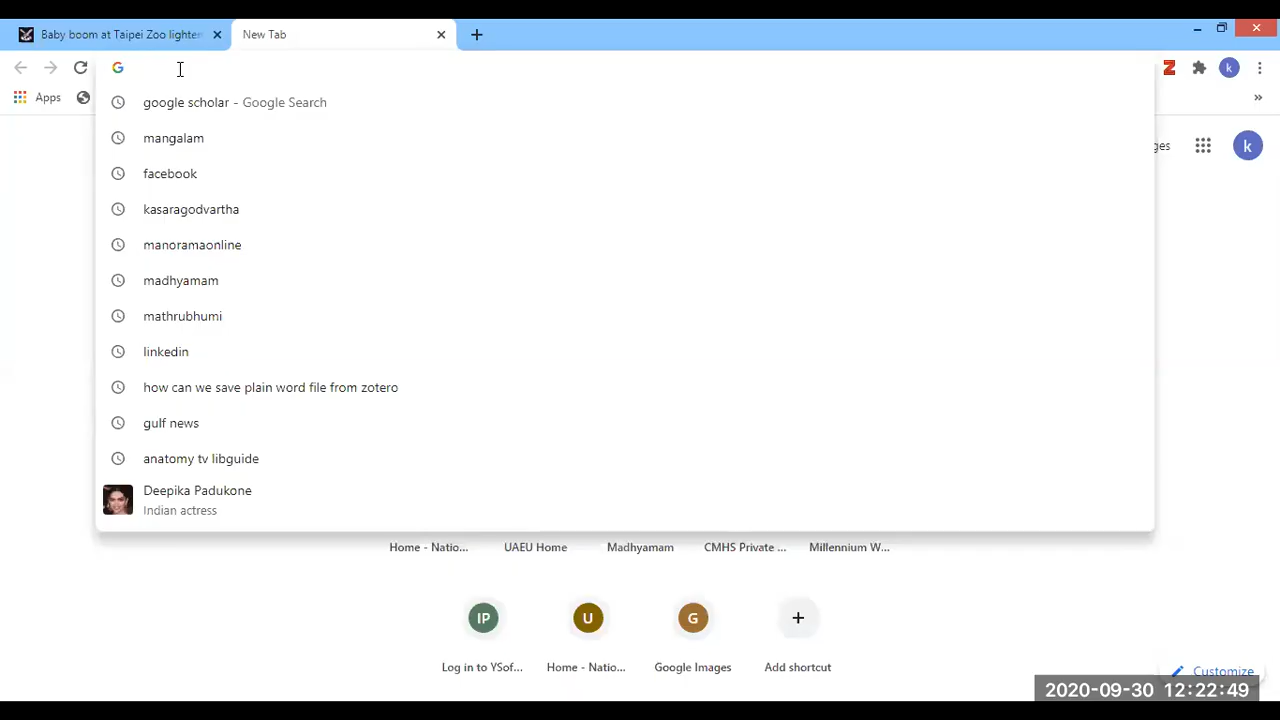 Baby boom at Taipei Zoo lighten
New Tab
G
Z
k
Apps
google scholar - Google Search
mangalam
ges
k
facebook
kasaragodvartha
manoramaonline
madhyamam
mathrubhumi
linkedin
how can we save plain word file from zotero
gulf news
anatomy tv libguide
Deepika Padukone
Indian actress
Home - Natio...
UAEU Home
Madhyamam
CMHS Private ...
Millennium W...
IP
U
G
Log in to YSof...
Home - Natio...
Google Images
Add shortcut
Customize
2020-09-30 12:22:49